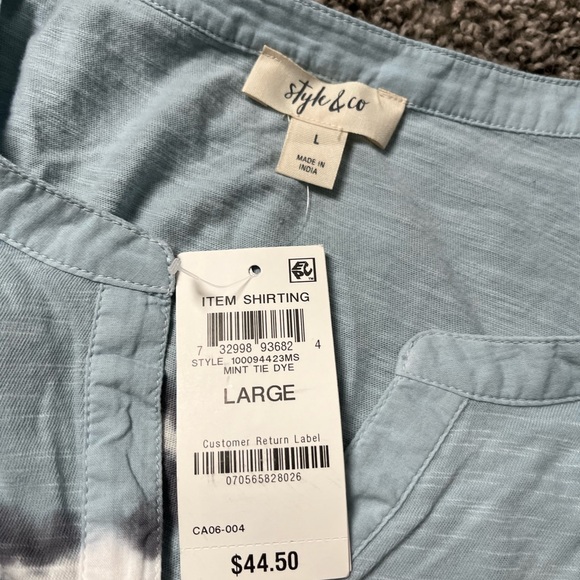 style&co
L
MADE IN
INDIA
ITEM SHIRTING
7 32998 93682 4
STYLE 100094423MS
MINT TIE DYE
LARGE
Customer Return Label
070565828026
CA06-004
$44.50